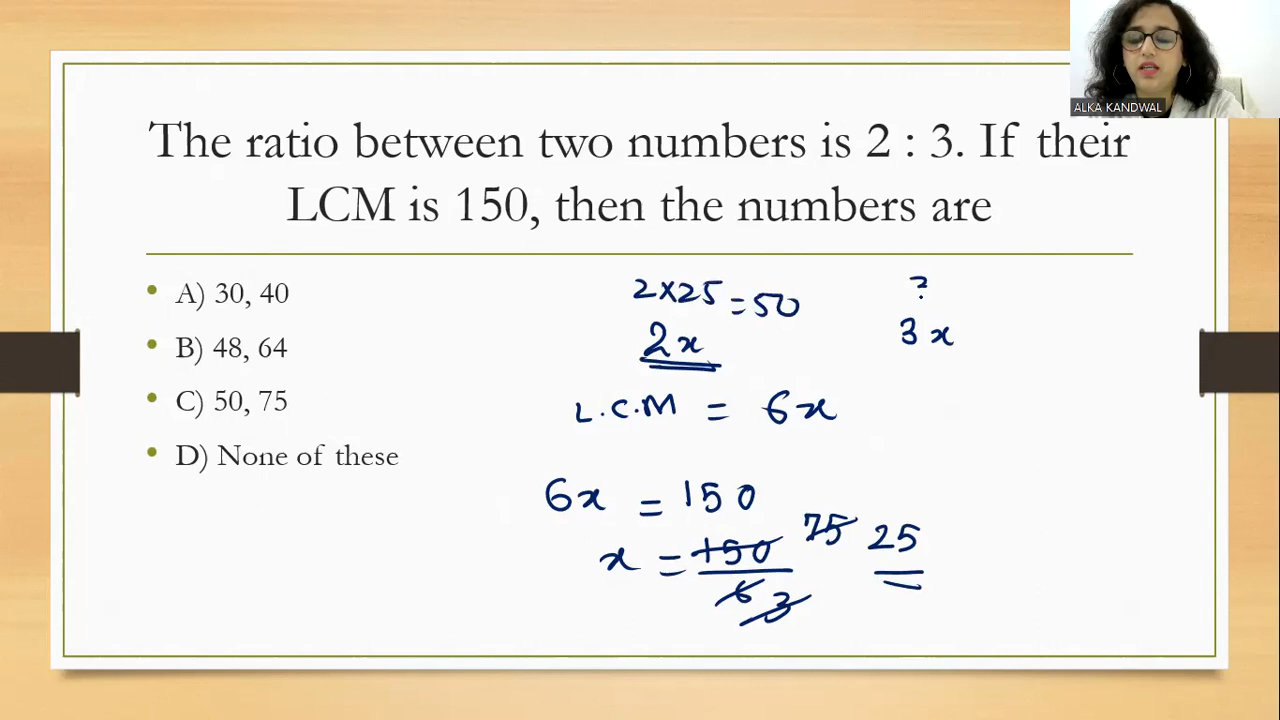 ALKA KANDWAL
The ratio between two numbers is 2 : 3. If their
LCM is 150, then the numbers are
• A) 30, 40
• B) 48, 64
• C) 50, 75
• D) None of these
2×25 = 50
2x
3x
L.C.M = 6x
6x = 150
x = 150 75 25
6 3